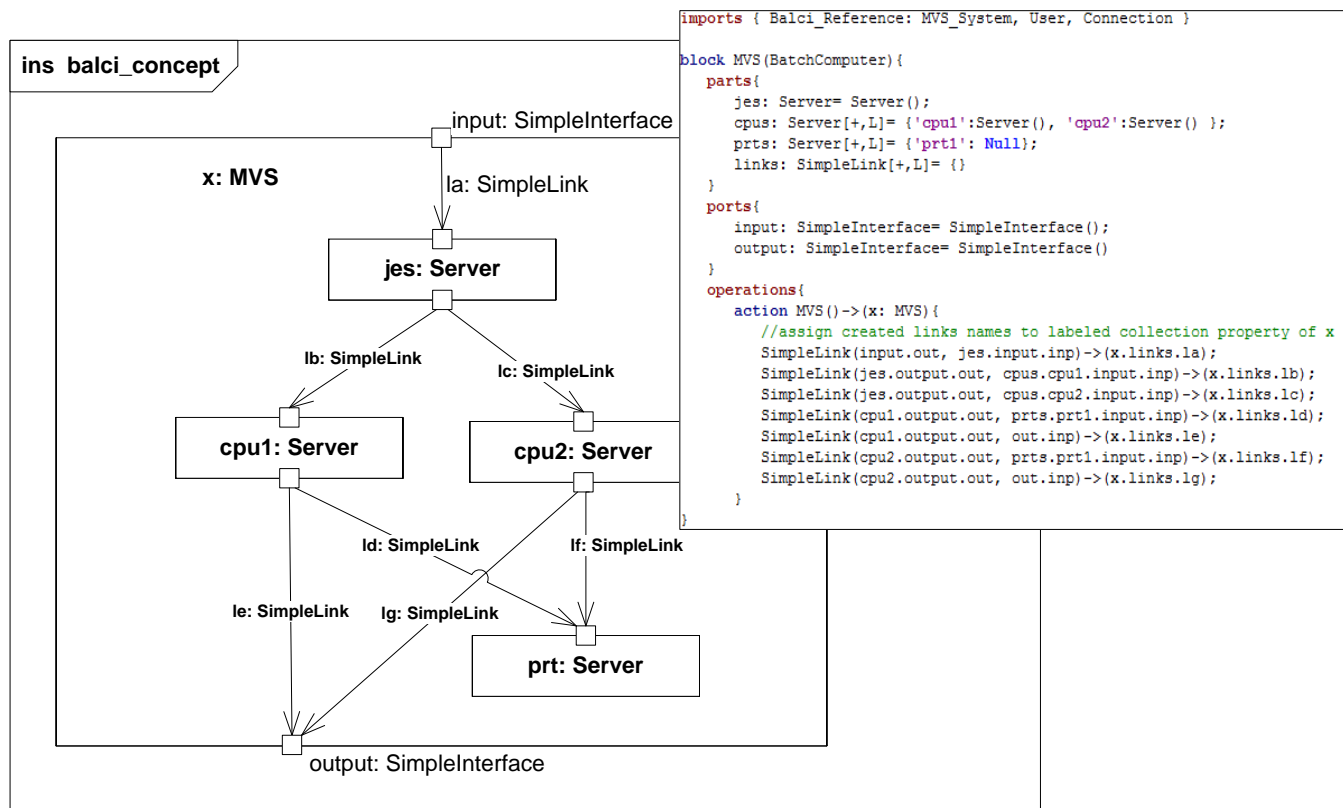 ins balci_concept
input: SimpleInterface
x: MVS
la: SimpleLink
jes: Server
lb: SimpleLink
lc: SimpleLink
cpu1: Server
cpu2: Server
ld: SimpleLink
lf: SimpleLink
le: SimpleLink
lg: SimpleLink
prt: Server
output: SimpleInterface
imports { Balci_Reference: MVS_System, User, Connection }
block MVS(BatchComputer){
parts{
jes: Server= Server();
cpus: Server[+,L]= {'cpu1':Server(), 'cpu2':Server() };
prts: Server[+,L]= {'prt1': Null};
links: SimpleLink[+,L]= {}
}
ports{
input: SimpleInterface= SimpleInterface();
output: SimpleInterface= SimpleInterface()
}
operations{
action MVS()->(x: MVS){
//assign created links names to labeled collection property of x
SimpleLink(input.out, jes.input.inp)->(x.links.la);
SimpleLink(jes.output.out, cpus.cpu1.input.inp)->(x.links.lb);
SimpleLink(jes.output.out, cpus.cpu2.input.inp)->(x.links.lc);
SimpleLink(cpu1.output.out, prts.prt1.input.inp)->(x.links.ld);
SimpleLink(cpu1.output.out, out.inp)->(x.links.le);
SimpleLink(cpu2.output.out, prts.prt1.input.inp)->(x.links.lf);
SimpleLink(cpu2.output.out, out.inp)->(x.links.lg);
}
}